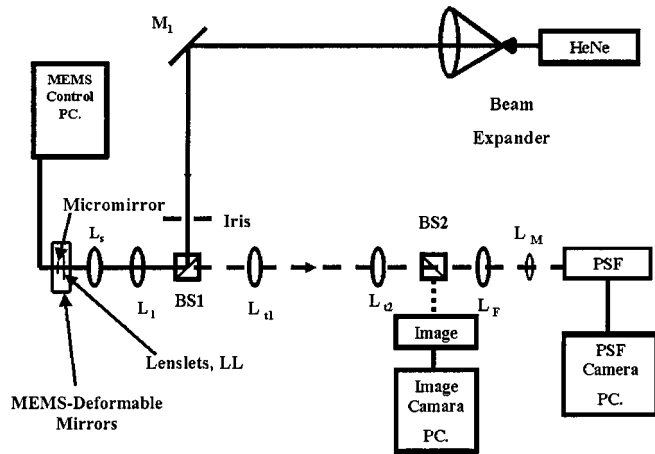 M1
HeNe
MEMS
Control
PC.
Beam
Expander
Micromirror
Iris
BS2
Ls
LM
PSF
L1
BS1
Lt1
Lt2
LF
Lenslets, LL
Image
PSF
Camera
PC.
MEMS-Deformable
Mirrors
Image
Camara
PC.